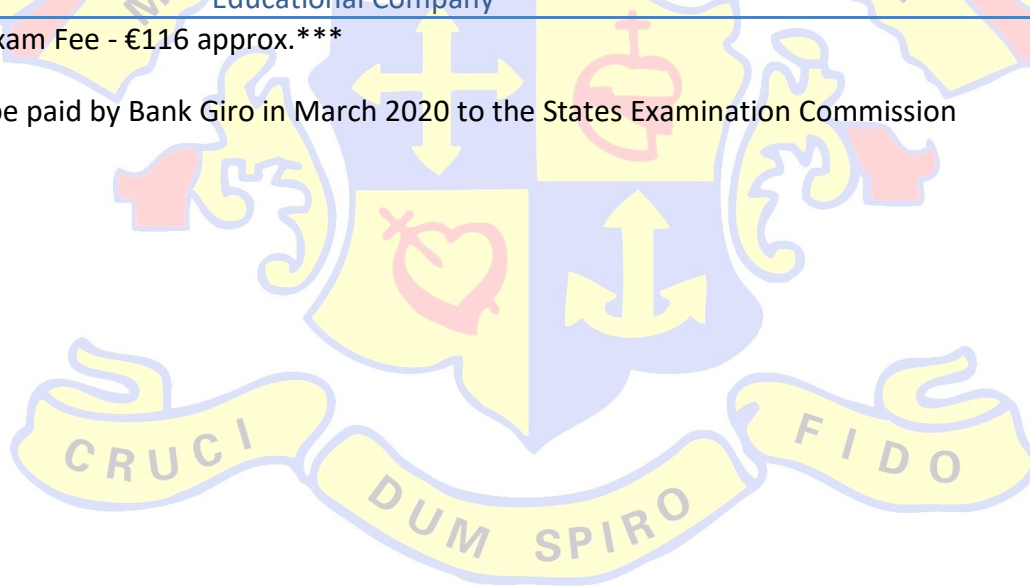 Educational Company
xam Fee - €116 approx.***
be paid by Bank Giro in March 2020 to the States Examination Commission
CRUCI
DUM SPIRO
FIDO